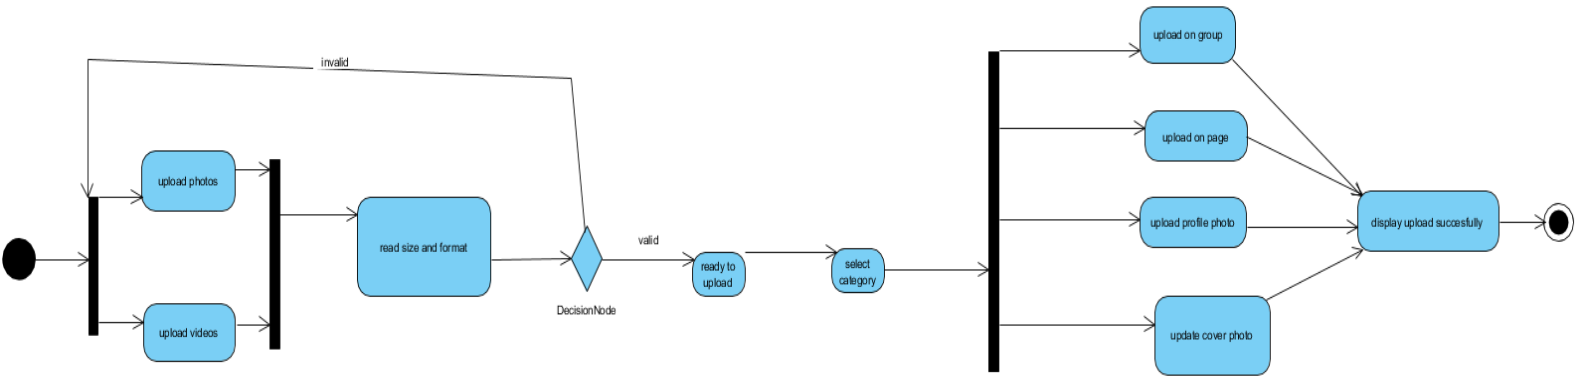 invalid
upload photos
upload videos
read size and format
DecisionNode
valid
ready to
upload
select
category
upload on group
upload on page
upload profile photo
update cover photo
display upload succesfully